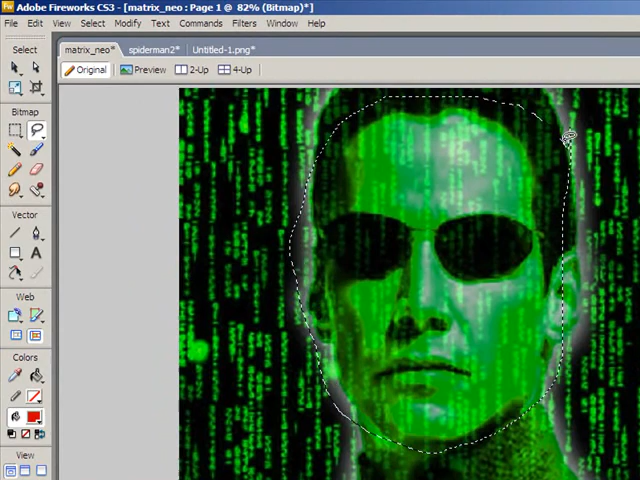 Adobe Fireworks CS3 - [matrix_neo* : Page 1 @ 82% (Bitmap)*]
File Edit View Select Modify Text Commands Filters Window Help
Select
matrix_neo* spiderman2* Untitled-1.png*
Original Preview 2-Up 4-Up
Bitmap
Vector
A
Web
Colors
View